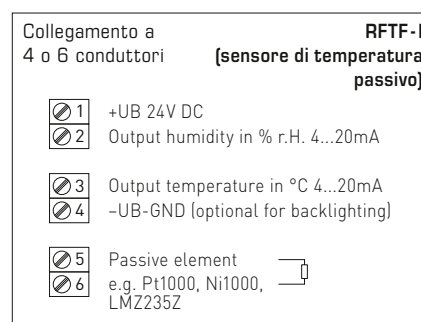 Collegamento a
4 o 6 conduttori
RFTF-I
(sensore di temperatura
passivo)
1 +UB 24V DC
2 Output humidity in % r.H. 4...20mA
3 Output temperature in °C 4...20mA
4 –UB-GND (optional for backlighting)
5 Passive element
6 e.g. Pt1000, Ni1000,
LMZ235Z